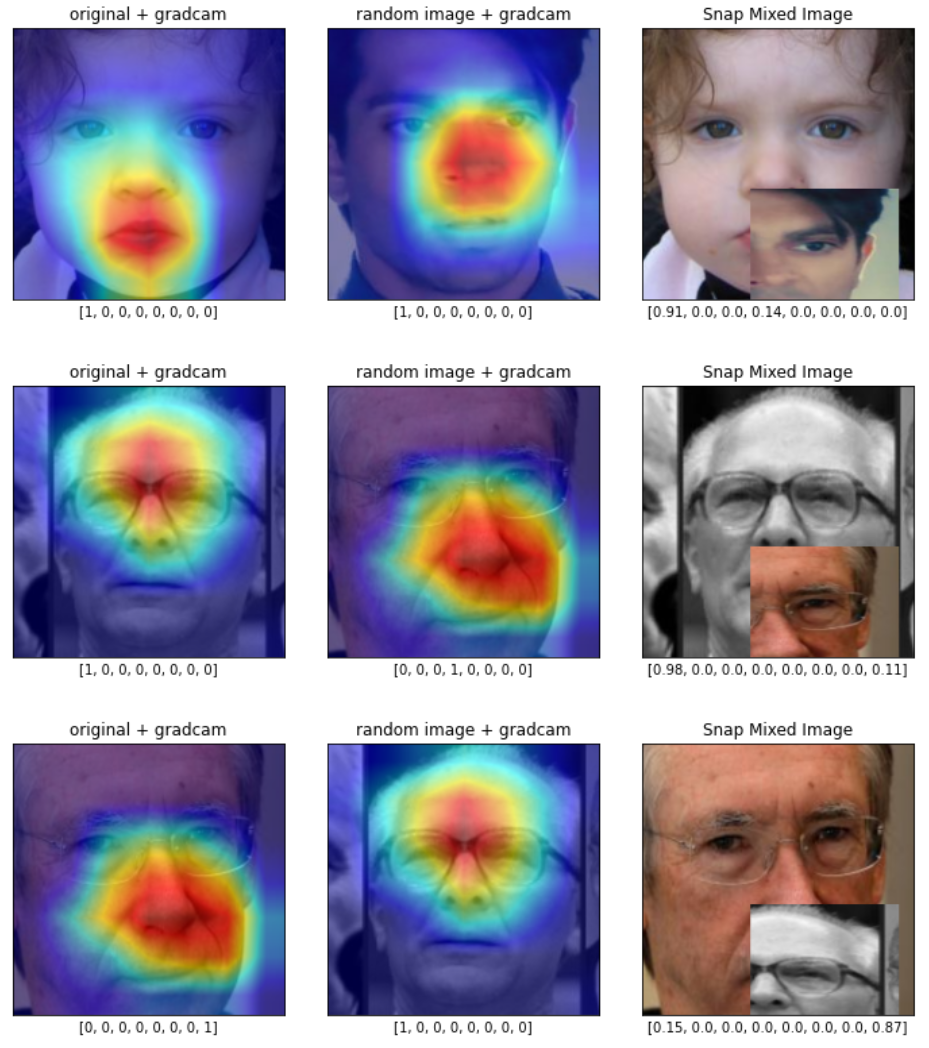 original + gradcam
random image + gradcam
Snap Mixed Image
[1, 0, 0, 0, 0, 0, 0, 0]
[1, 0, 0, 0, 0, 0, 0, 0]
[0.91, 0.0, 0.0, 0.14, 0.0, 0.0, 0.0, 0.0]
original + gradcam
random image + gradcam
Snap Mixed Image
[1, 0, 0, 0, 0, 0, 0, 0]
[0, 0, 0, 1, 0, 0, 0, 0]
[0.98, 0.0, 0.0, 0.0, 0.0, 0.0, 0.0, 0.11]
original + gradcam
random image + gradcam
Snap Mixed Image
[0, 0, 0, 0, 0, 0, 0, 1]
[1, 0, 0, 0, 0, 0, 0, 0]
[0.15, 0.0, 0.0, 0.0, 0.0, 0.0, 0.0, 0.87]